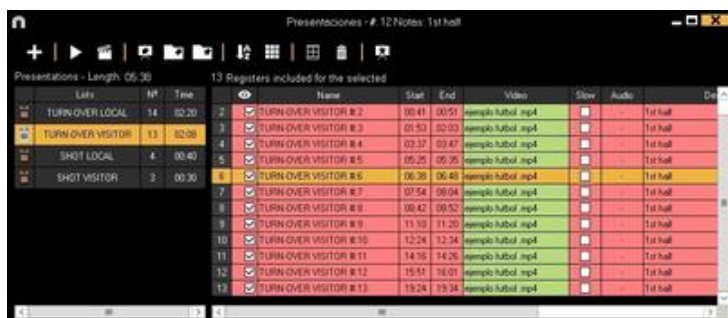 Presentaciones - #: 12 Notes: 1st half
Presentations - Length: 05:38
13 Registers included for the selected
Lists Nº Time
TURN-OVER LOCAL 14 02:20
TURN-OVER VISITOR 13 02:08
SHOT LOCAL 4 00:40
SHOT VISITOR 3 00:30
Name Start End Video Slow Audio De
2 TURN-OVER VISITOR #:2 00:41 00:51 ejemplo futbol .mp4 - 1st half
3 TURN-OVER VISITOR #:3 01:53 02:03 ejemplo futbol .mp4 - 1st half
4 TURN-OVER VISITOR #:4 03:37 03:47 ejemplo futbol .mp4 - 1st half
5 TURN-OVER VISITOR #:5 05:25 05:35 ejemplo futbol .mp4 - 1st half
6 TURN-OVER VISITOR #:6 06:38 06:48 ejemplo futbol .mp4 - 1st half
7 TURN-OVER VISITOR #:7 07:54 08:04 ejemplo futbol .mp4 - 1st half
8 TURN-OVER VISITOR #:8 08:42 08:52 ejemplo futbol .mp4 - 1st half
9 TURN-OVER VISITOR #:9 11:10 11:20 ejemplo futbol .mp4 - 1st half
10 TURN-OVER VISITOR #:10 12:24 12:34 ejemplo futbol .mp4 - 1st half
11 TURN-OVER VISITOR #:11 14:16 14:26 ejemplo futbol .mp4 - 1st half
12 TURN-OVER VISITOR #:12 15:51 16:01 ejemplo futbol .mp4 - 1st half
13 TURN-OVER VISITOR #:13 19:24 19:34 ejemplo futbol .mp4 - 1st half